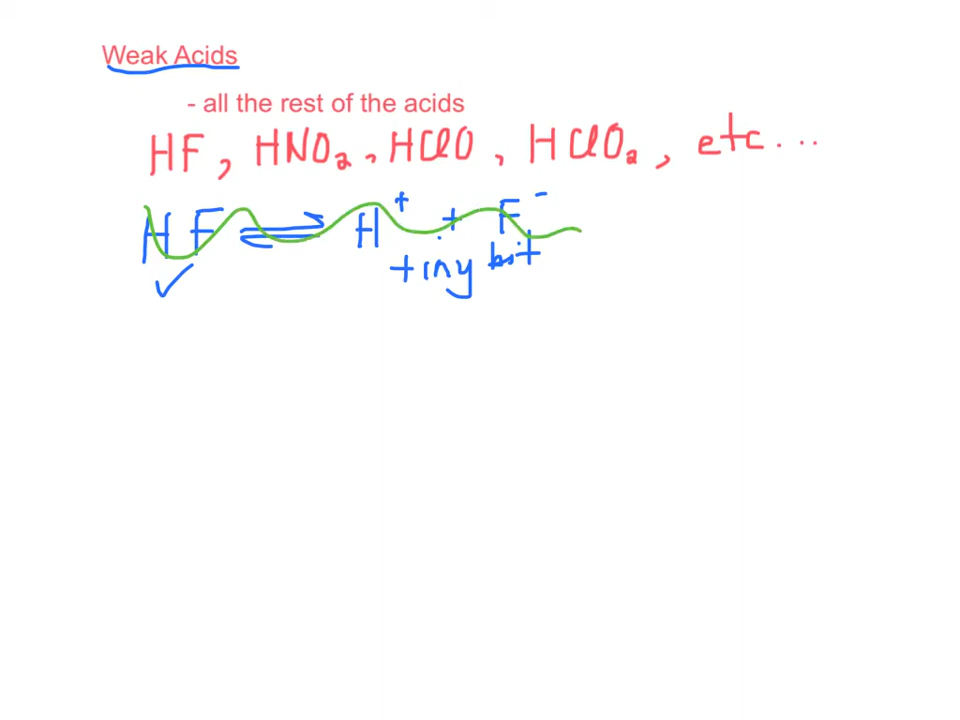 Weak Acids
- all the rest of the acids
HF, HNO₂, HClO, HClO₂, etc...
HF ⇌ H⁺ + F⁻
✓ tiny bit